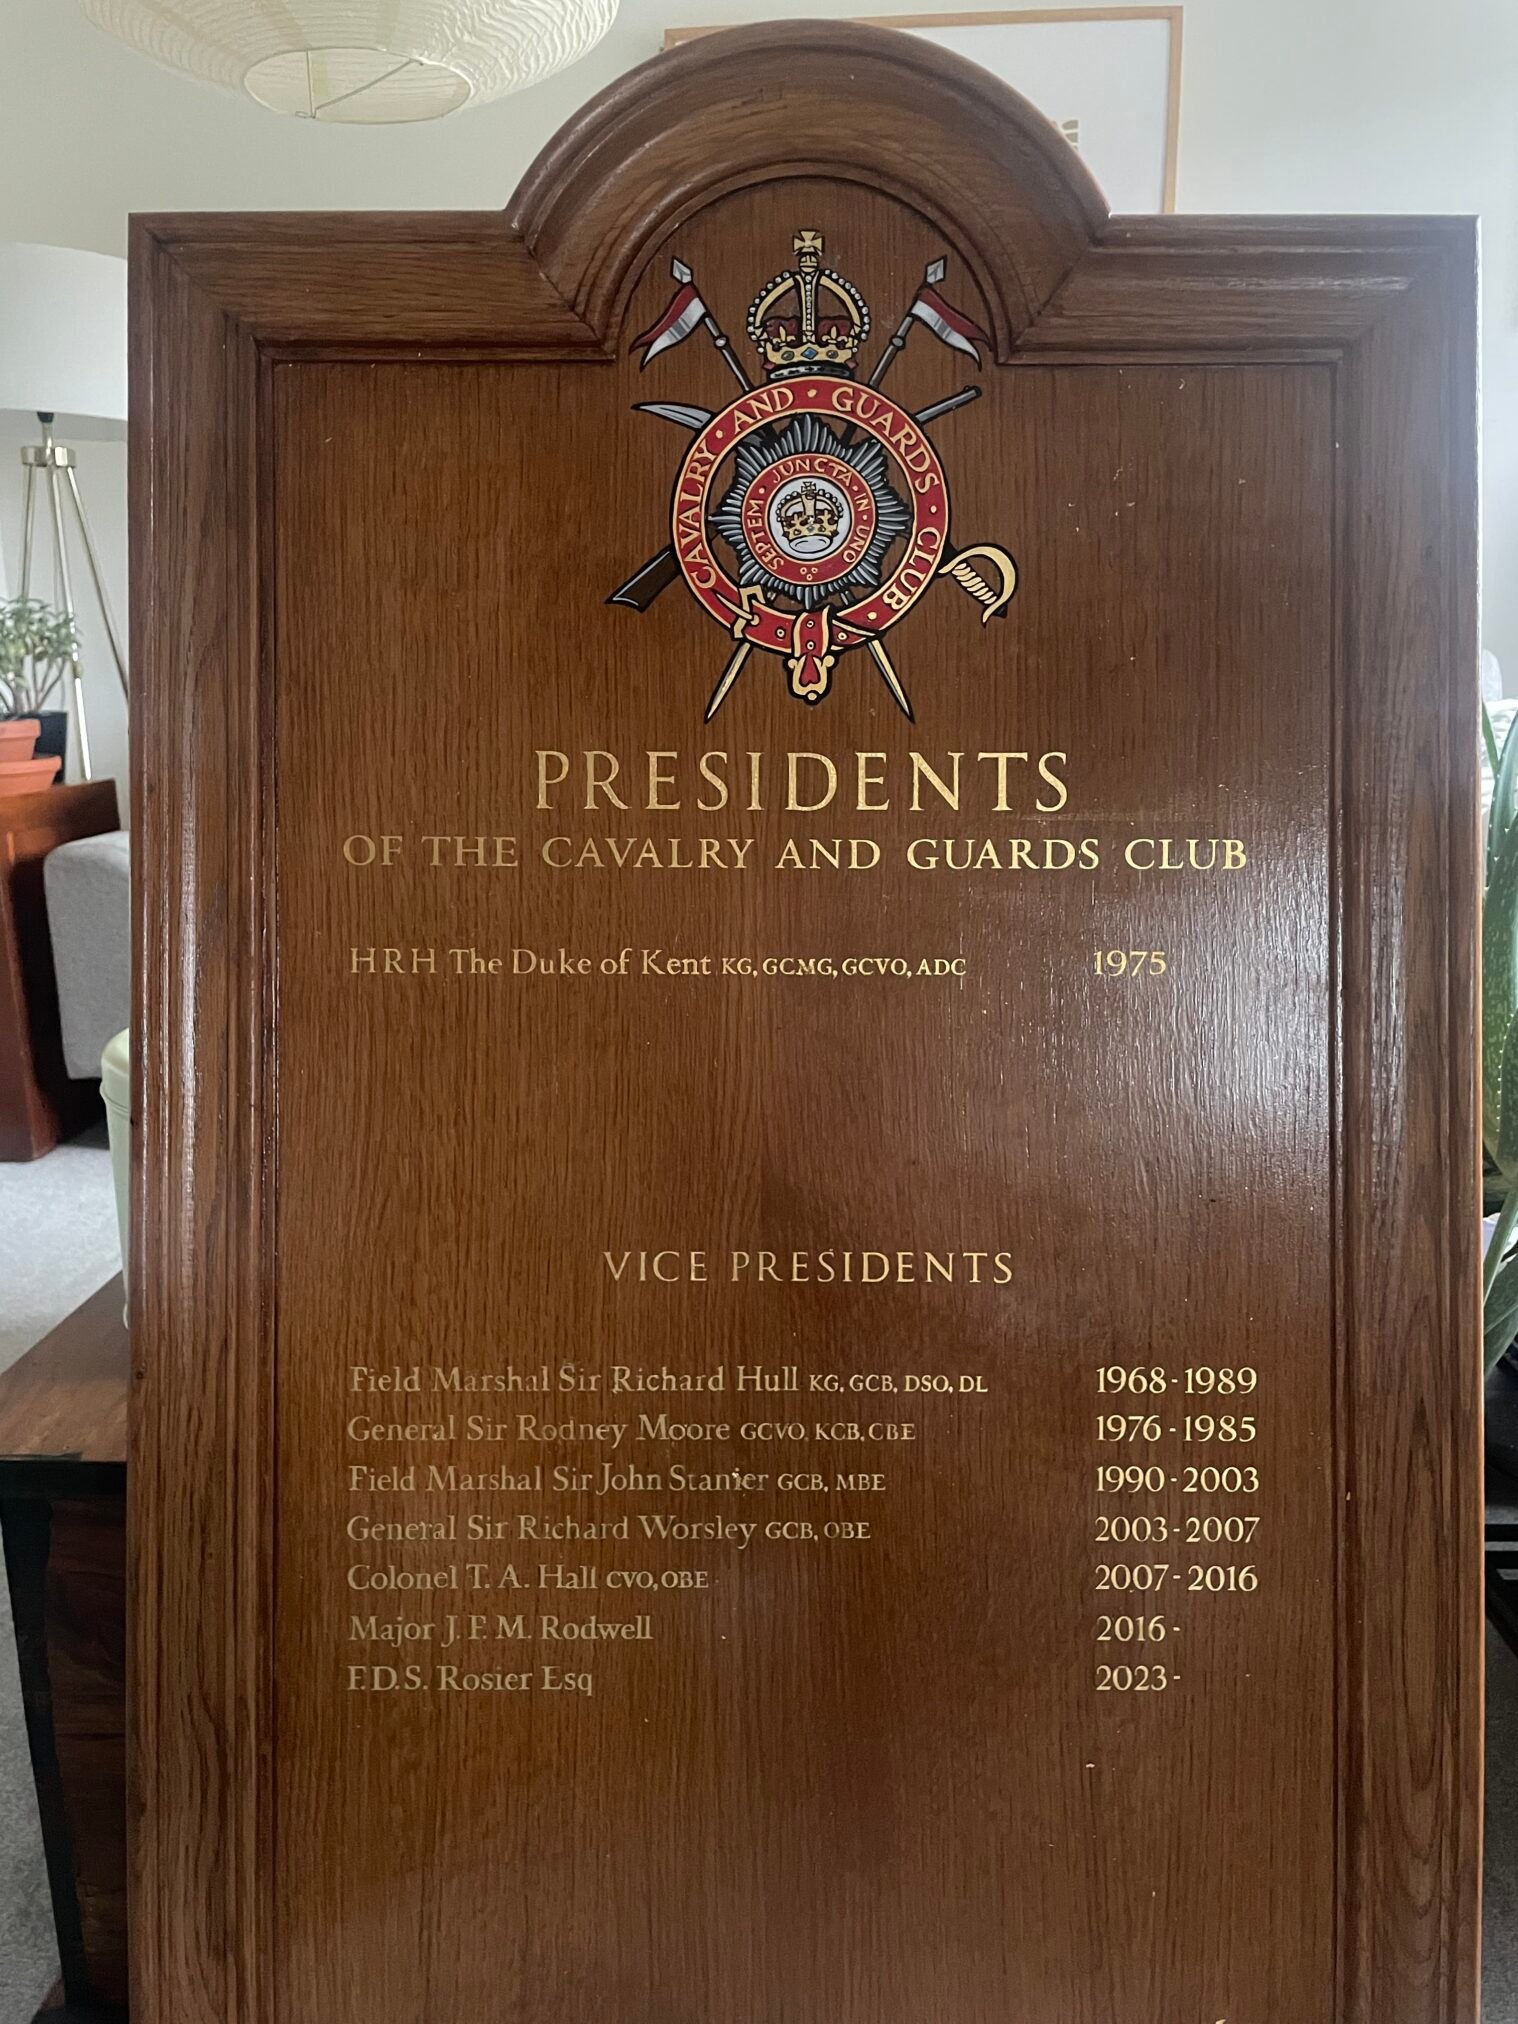 CAVALRY · AND · GUARDS · CLUB ·
SEPTEM · JUNCTA · IN · UNO
PRESIDENTS
OF THE CAVALRY AND GUARDS CLUB
HRH The Duke of Kent KG, GCMG, GCVO, ADC 1975
VICE PRESIDENTS
Field Marshal Sir Richard Hull KG, GCB, DSO, DL 1968-1989
General Sir Rodney Moore GCVO, KCB, CBE 1976-1985
Field Marshal Sir John Stanier GCB, MBE 1990-2003
General Sir Richard Worsley GCB, OBE 2003-2007
Colonel T. A. Hall CVO, OBE 2007-2016
Major J. F. M. Rodwell 2016-
F.D.S. Rosier Esq 2023-